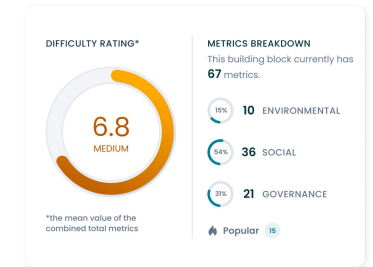 DIFFICULTY RATING*
6.8
MEDIUM
*the mean value of the
combined total metrics
METRICS BREAKDOWN
This building block currently has
67 metrics.
15% 10 ENVIRONMENTAL
54% 36 SOCIAL
31% 21 GOVERNANCE
Popular 15